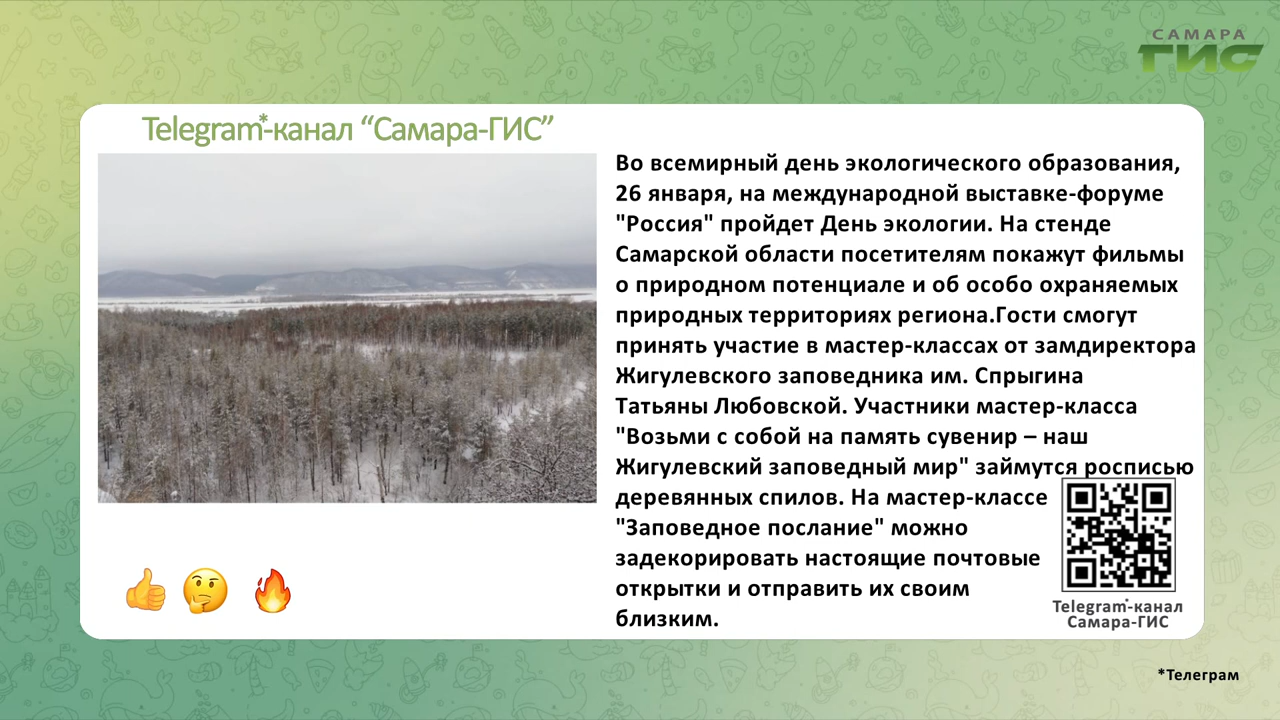 САМАРА
ГИС
Telegram*-канал “Самара-ГИС”
Во всемирный день экологического образования,
26 января, на международной выставке-форуме
"Россия" пройдет День экологии. На стенде
Самарской области посетителям покажут фильмы
о природном потенциале и об особо охраняемых
природных территориях региона.Гости смогут
принять участие в мастер-классах от замдиректора
Жигулевского заповедника им. Спрыгина
Татьяны Любовской. Участники мастер-класса
"Возьми с собой на память сувенир – наш
Жигулевский заповедный мир" займутся росписью
деревянных спилов. На мастер-классе
"Заповедное послание" можно
задекорировать настоящие почтовые
открытки и отправить их своим
близким.
Telegram*-канал
Самара-ГИС
*Телеграм